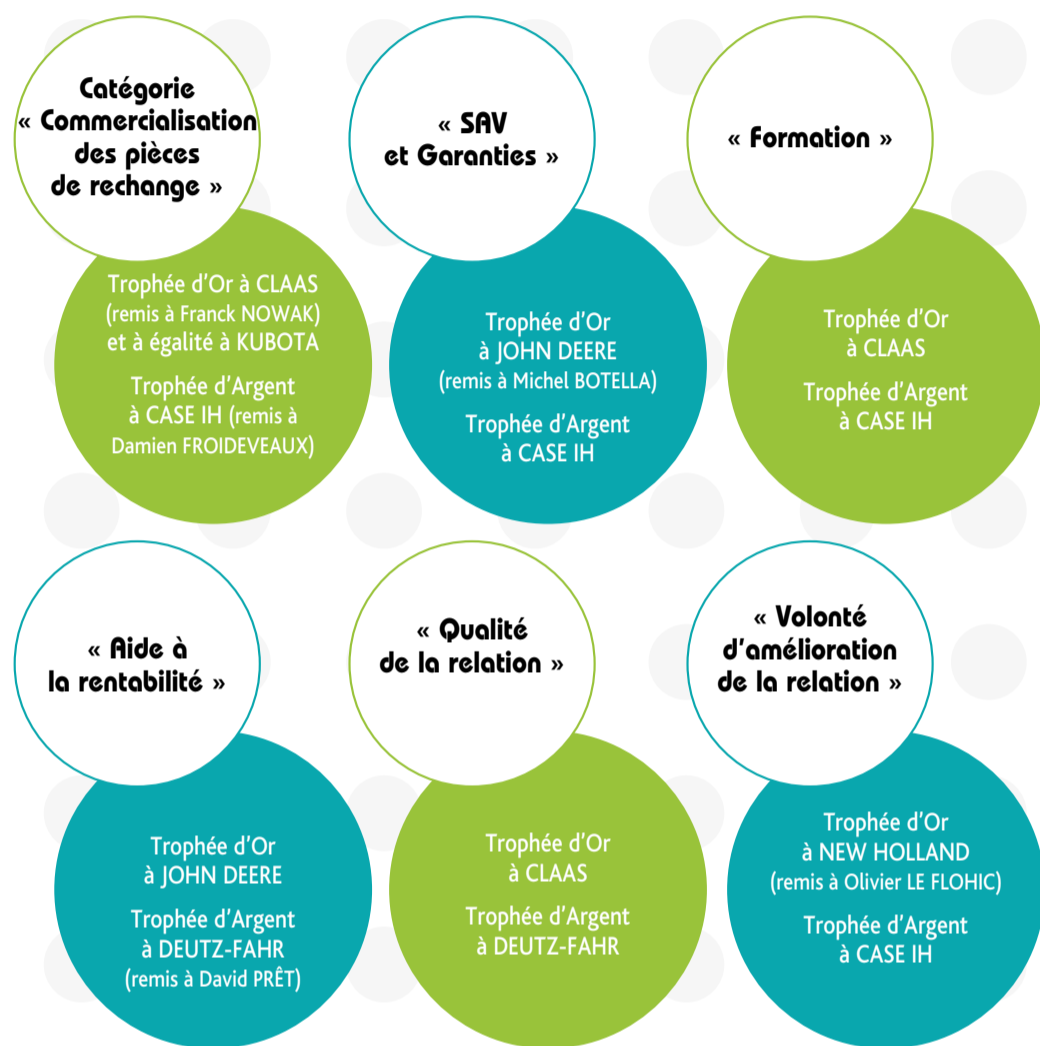 Catégorie
« Commercialisation
des pièces
de rechange »
Trophée d'Or à CLAAS
(remis à Franck NOWAK)
et à égalité à KUBOTA
Trophée d'Argent
à CASE IH (remis à
Damien FROIDEVEAUX)
« SAV
et Garanties »
Trophée d'Or
à JOHN DEERE
(remis à Michel BOTELLA)
Trophée d'Argent
à CASE IH
« Formation »
Trophée d'Or
à CLAAS
Trophée d'Argent
à CASE IH
« Aide à
la rentabilité »
Trophée d'Or
à JOHN DEERE
Trophée d'Argent
à DEUTZ-FAHR
(remis à David PRÊT)
« Qualité
de la relation »
Trophée d'Or
à CLAAS
Trophée d'Argent
à DEUTZ-FAHR
« Volonté
d'amélioration
de la relation »
Trophée d'Or
à NEW HOLLAND
(remis à Olivier LE FLOHIC)
Trophée d'Argent
à CASE IH